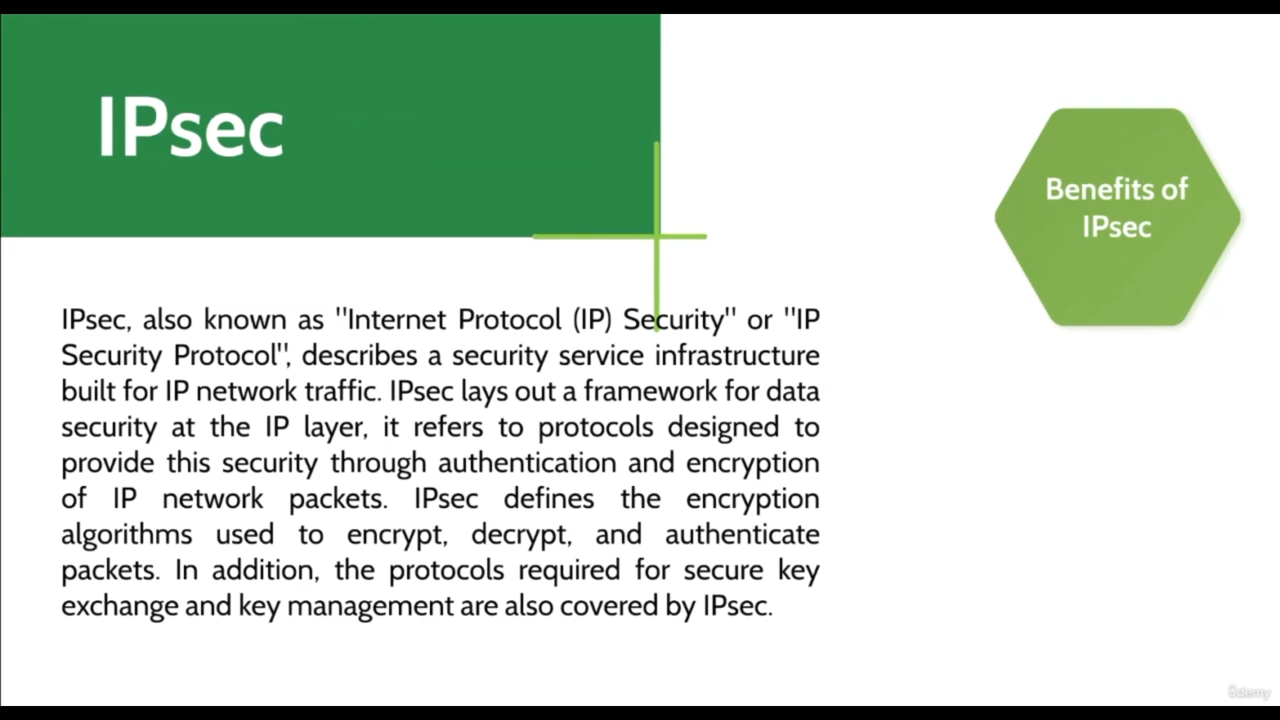 IPsec
Benefits of
IPsec
IPsec, also known as "Internet Protocol (IP) Security" or "IP
Security Protocol", describes a security service infrastructure
built for IP network traffic. IPsec lays out a framework for data
security at the IP layer, it refers to protocols designed to
provide this security through authentication and encryption
of IP network packets. IPsec defines the encryption
algorithms used to encrypt, decrypt, and authenticate
packets. In addition, the protocols required for secure key
exchange and key management are also covered by IPsec.
ûdemy